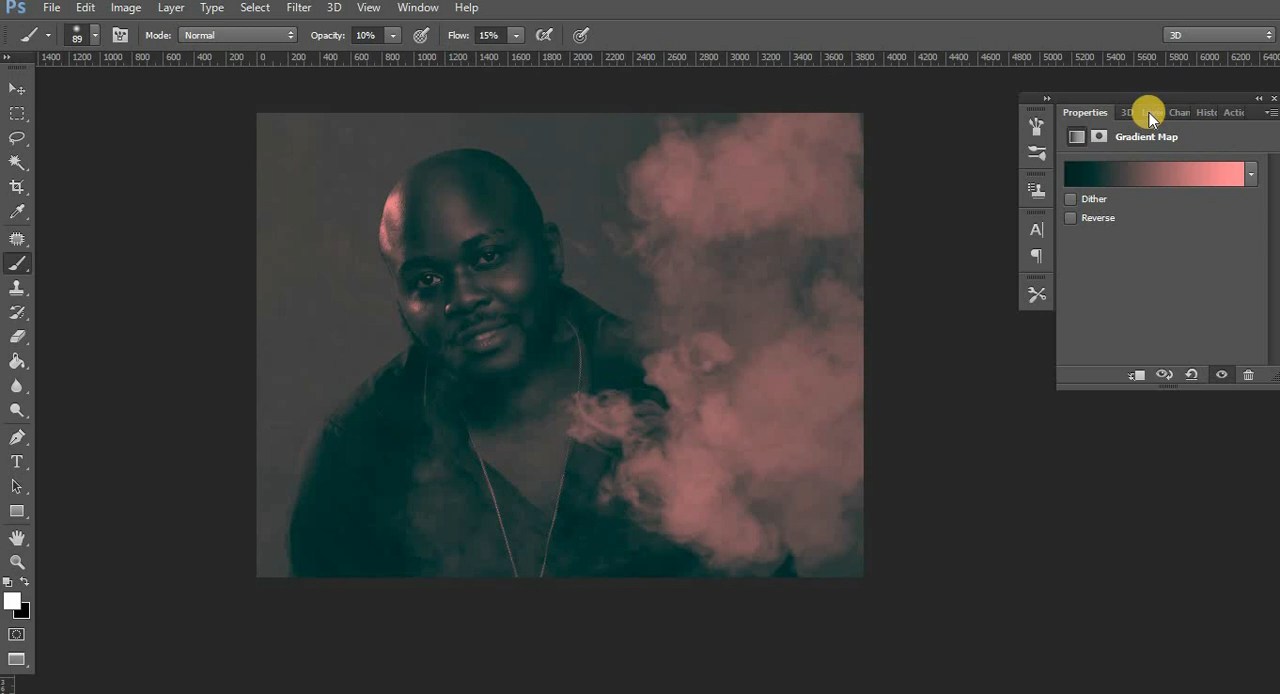 Ps File Edit Image Layer Type Select Filter 3D View Window Help
89 Mode: Normal Opacity: 10% Flow: 15% 3D
1400 1200 1000 800 600 400 200 0 200 400 600 800 1000 1200 1400 1600 1800 2000 2200 2400 2600 2800 3000 3200 3400 3600 3800 4000 4200 4400 4600 4800 5000 5200 5400 5600 5800 6000 6200 6400
Properties 3D Chan Histo Actio
Gradient Map
Dither
Reverse